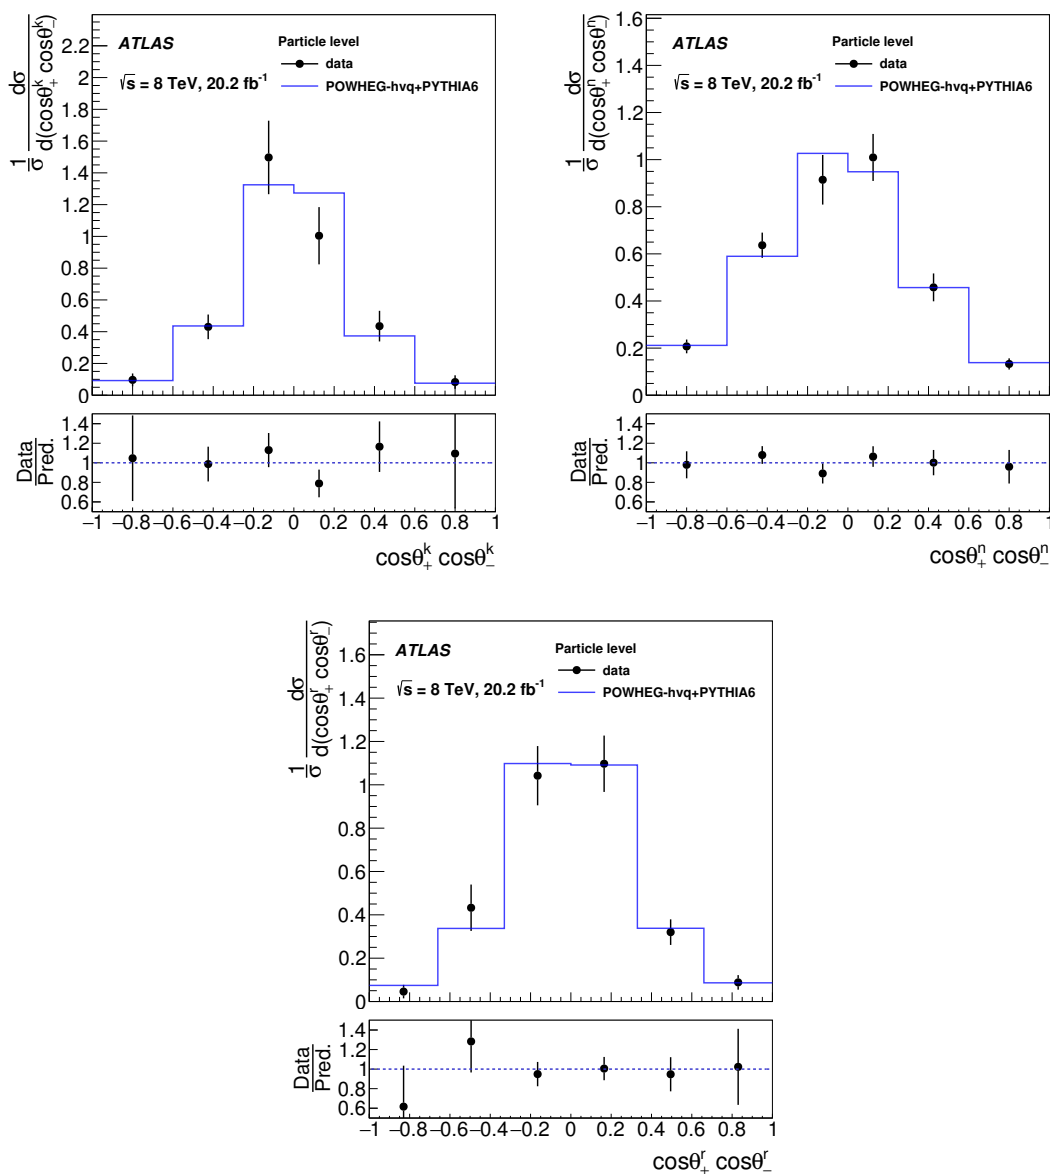 ATLAS
√s = 8 TeV, 20.2 fb⁻¹
Particle level
data
POWHEG-hvq+PYTHIA6
1/σ dσ/d(cosθ₊ᵏ cosθ₋ᵏ)
2.2
2
1.8
1.6
1.4
1.2
1
0.8
0.6
0.4
0.2
0
Data/Pred.
1.4
1.2
1
0.8
0.6
−1 −0.8 −0.6 −0.4 −0.2 0 0.2 0.4 0.6 0.8 1
cosθ₊ᵏ cosθ₋ᵏ
ATLAS
√s = 8 TeV, 20.2 fb⁻¹
Particle level
data
POWHEG-hvq+PYTHIA6
1/σ dσ/d(cosθ₊ⁿ cosθ₋ⁿ)
1.6
1.4
1.2
1
0.8
0.6
0.4
0.2
0
Data/Pred.
1.4
1.2
1
0.8
0.6
−1 −0.8 −0.6 −0.4 −0.2 0 0.2 0.4 0.6 0.8 1
cosθ₊ⁿ cosθ₋ⁿ
ATLAS
√s = 8 TeV, 20.2 fb⁻¹
Particle level
data
POWHEG-hvq+PYTHIA6
1/σ dσ/d(cosθ₊ʳ cosθ₋ʳ)
1.6
1.4
1.2
1
0.8
0.6
0.4
0.2
0
Data/Pred.
1.4
1.2
1
0.8
0.6
−1 −0.8 −0.6 −0.4 −0.2 0 0.2 0.4 0.6 0.8 1
cosθ₊ʳ cosθ₋ʳ